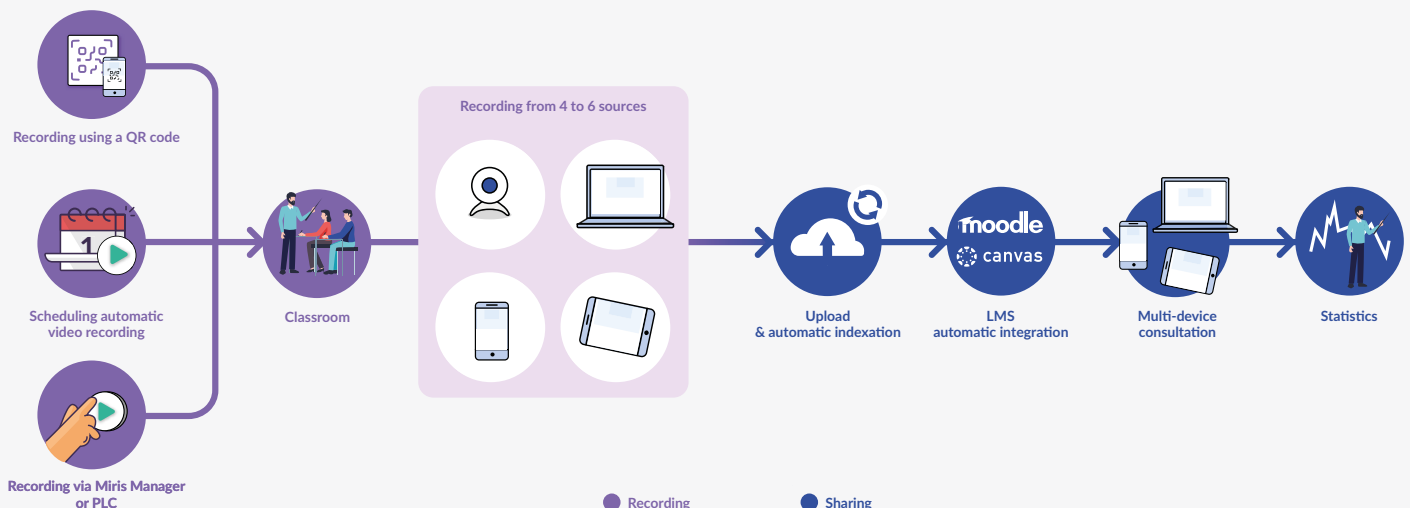 Recording using a QR code
Scheduling automatic
video recording
1
Recording via Miris Manager
or PLC
Classroom
Recording from 4 to 6 sources
Upload
& automatic indexation
moodle
canvas
LMS
automatic integration
Multi-device
consultation
Statistics
Recording
Sharing